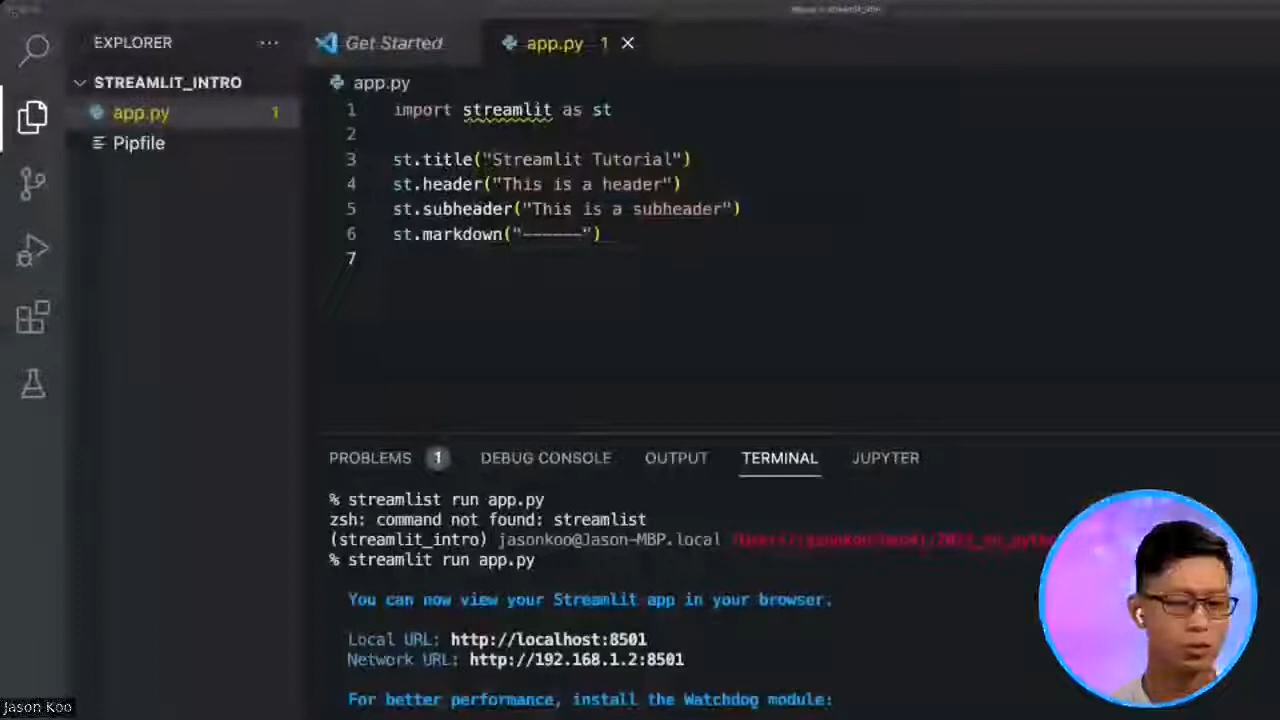 EXPLORER
STREAMLIT_INTRO
app.py 1
Pipfile
Get Started
app.py 1
app.py
1 import streamlit as st
2
3 st.title("Streamlit Tutorial")
4 st.header("This is a header")
5 st.subheader("This is a subheader")
6 st.markdown("------")
7
PROBLEMS 1 DEBUG CONSOLE OUTPUT TERMINAL JUPYTER
% streamlist run app.py
zsh: command not found: streamlist
(streamlit_intro) jasonkoo@Jason-MBP.local
% streamlit run app.py
You can now view your Streamlit app in your browser.
Local URL: http://localhost:8501
Network URL: http://192.168.1.2:8501
For better performance, install the Watchdog module:
Jason Koo